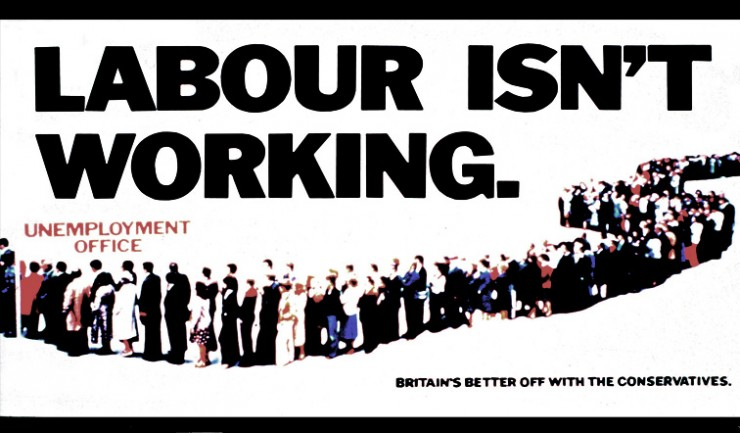 LABOUR ISN'T
WORKING.
UNEMPLOYMENT
OFFICE
BRITAIN'S BETTER OFF WITH THE CONSERVATIVES.